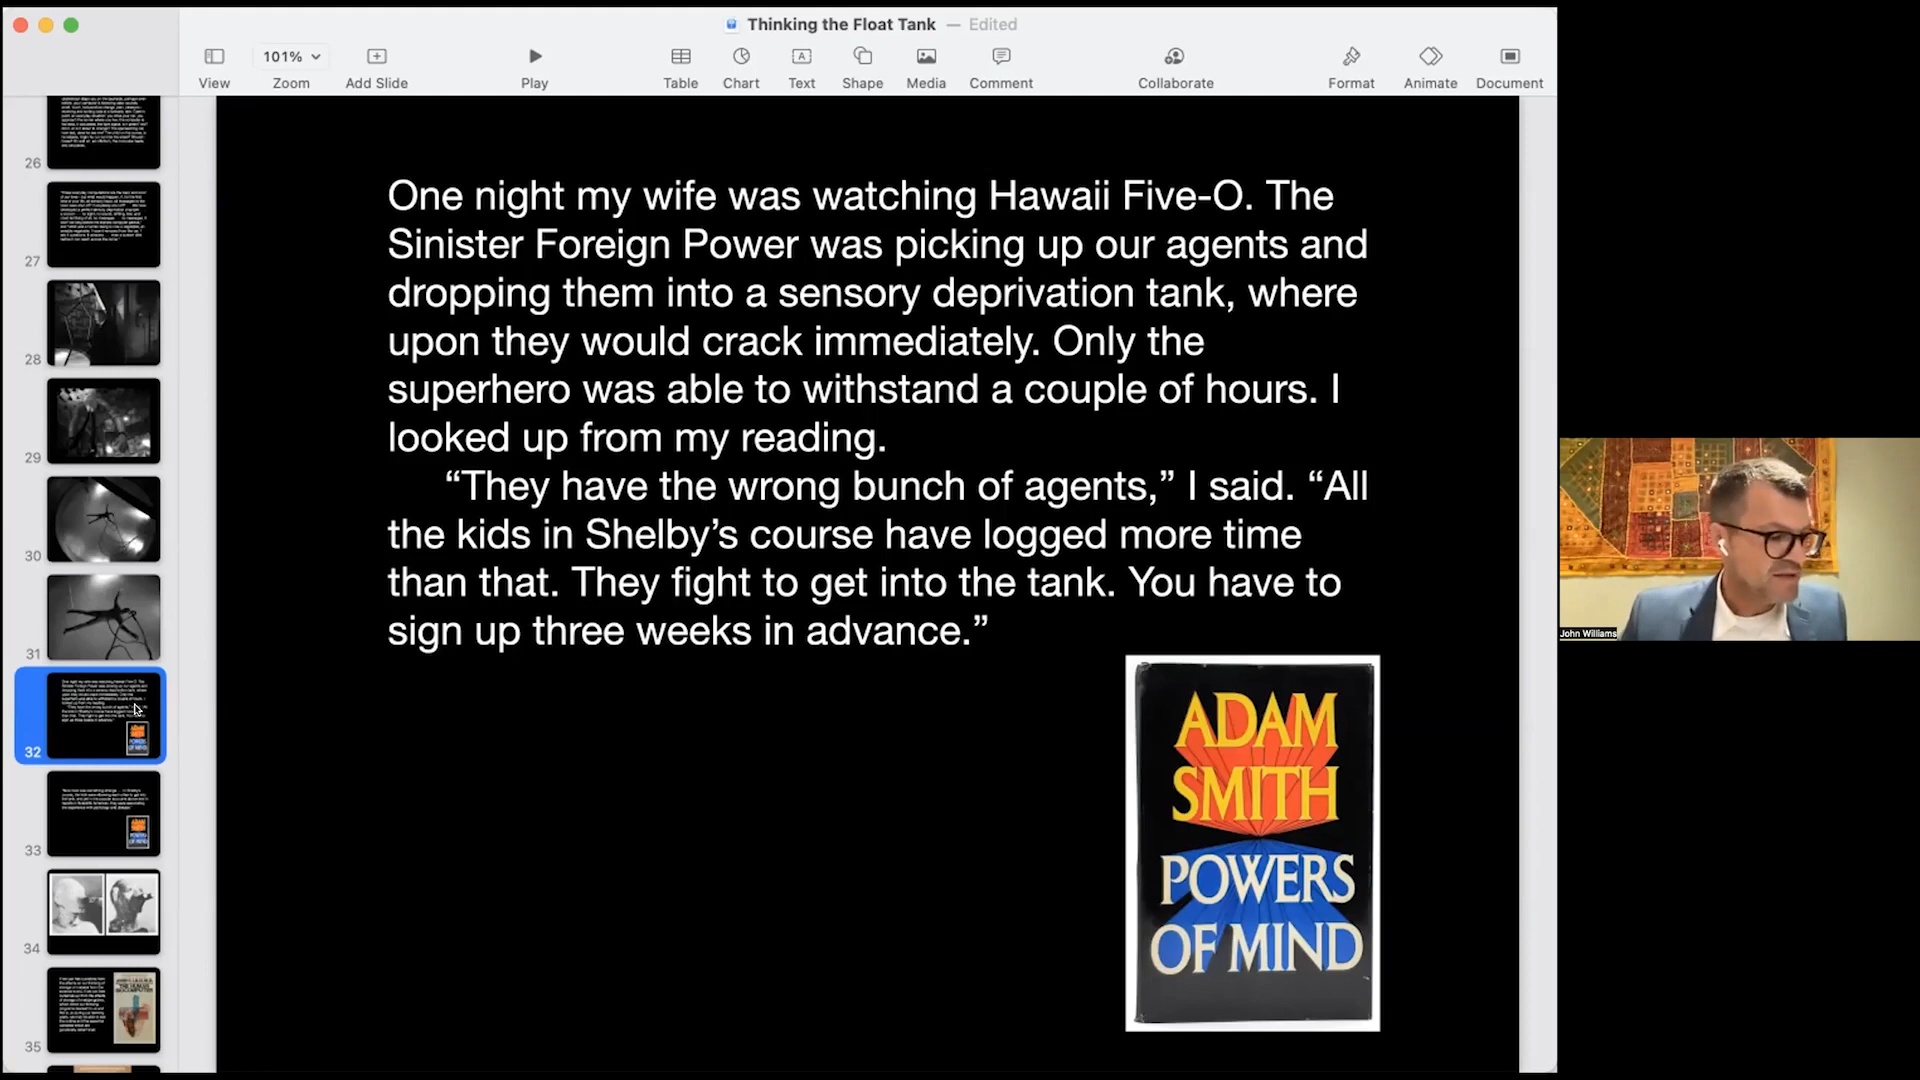 Thinking the Float Tank — Edited
101%
View
Zoom
Add Slide
Play
Table
Chart
Text
Shape
Media
Comment
Collaborate
Format
Animate
Document
26
27
28
29
30
31
32
33
34
35
One night my wife was watching Hawaii Five-O. The
Sinister Foreign Power was picking up our agents and
dropping them into a sensory deprivation tank, where
upon they would crack immediately. Only the
superhero was able to withstand a couple of hours. I
looked up from my reading.
“They have the wrong bunch of agents,” I said. “All
the kids in Shelby’s course have logged more time
than that. They fight to get into the tank. You have to
sign up three weeks in advance.”
ADAM
SMITH
POWERS
OF MIND
John Williams